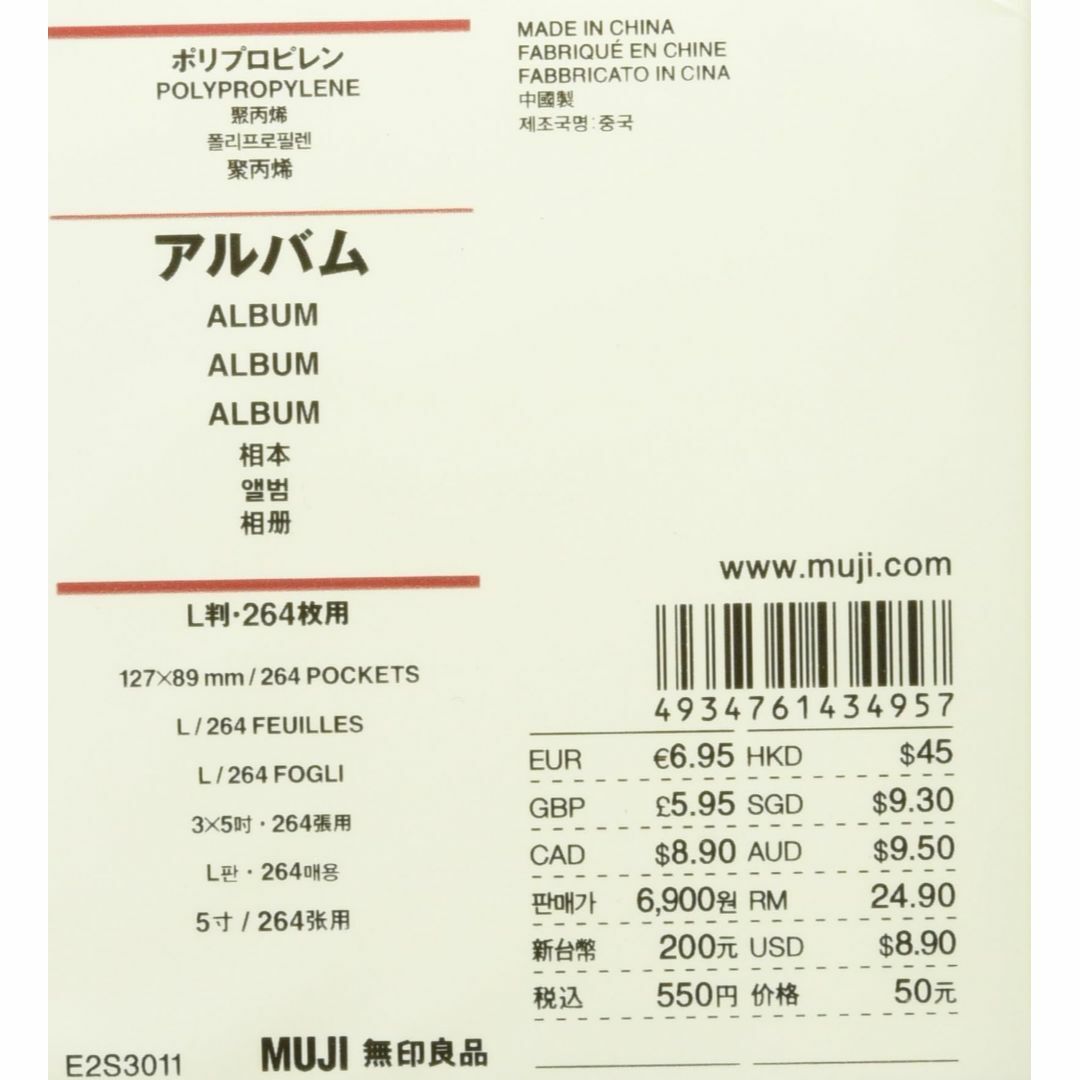 ポリプロピレン
POLYPROPYLENE
聚丙烯
폴리프로필렌
聚丙烯
アルバム
ALBUM
ALBUM
ALBUM
相本
앨범
相册
L判・264枚用
127×89 mm / 264 POCKETS
L / 264 FEUILLES
L / 264 FOGLI
3×5吋・264張用
L판・264매용
5寸 / 264张用
E2S3011
MUJI 無印良品
MADE IN CHINA
FABRIQUÉ EN CHINE
FABBRICATO IN CINA
中國製
제조국명:중국
www.muji.com
4934761434957
EUR €6.95 HKD $45
GBP £5.95 SGD $9.30
CAD $8.90 AUD $9.50
판매가 6,900원 RM 24.90
新台幣 200元 USD $8.90
税込 550円 价格 50元